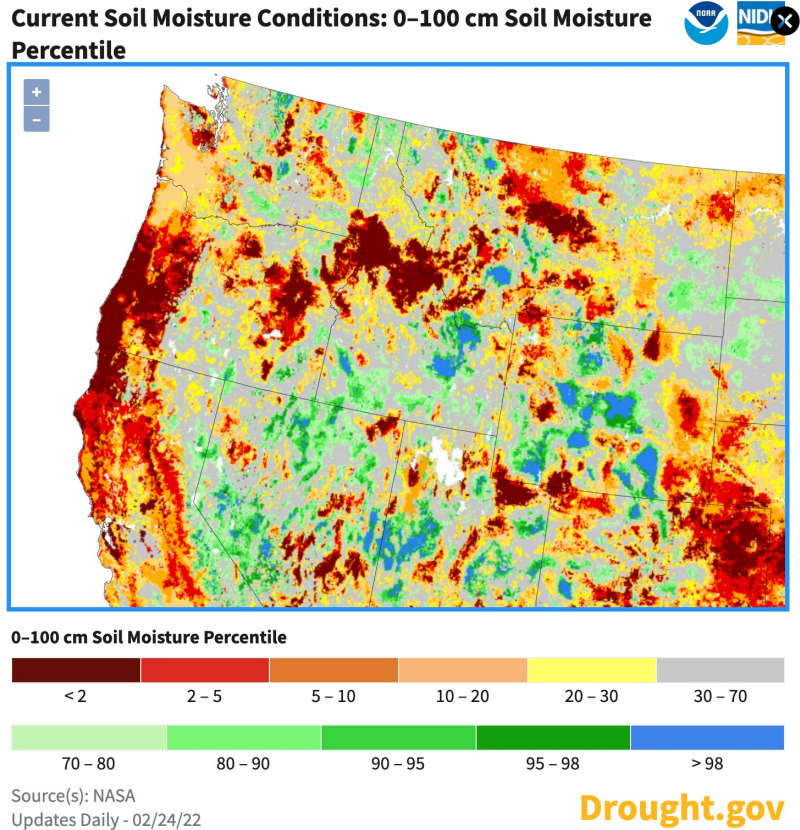 Current Soil Moisture Conditions: 0–100 cm Soil Moisture
Percentile
NOAA
NIDI
+
–
0–100 cm Soil Moisture Percentile
< 2
2 – 5
5 – 10
10 – 20
20 – 30
30 – 70
70 – 80
80 – 90
90 – 95
95 – 98
> 98
Source(s): NASA
Updates Daily - 02/24/22
Drought.gov